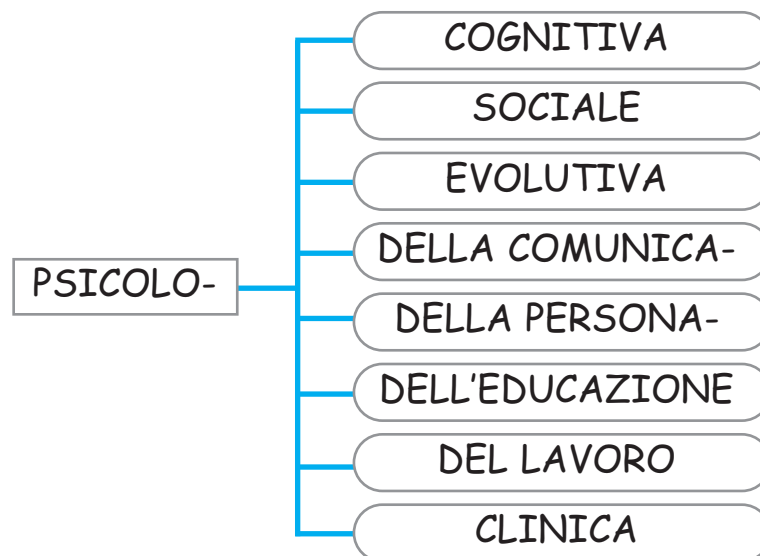 COGNITIVA
SOCIALE
EVOLUTIVA
DELLA COMUNICA-
PSICOLO-
DELLA PERSONA-
DELL'EDUCAZIONE
DEL LAVORO
CLINICA